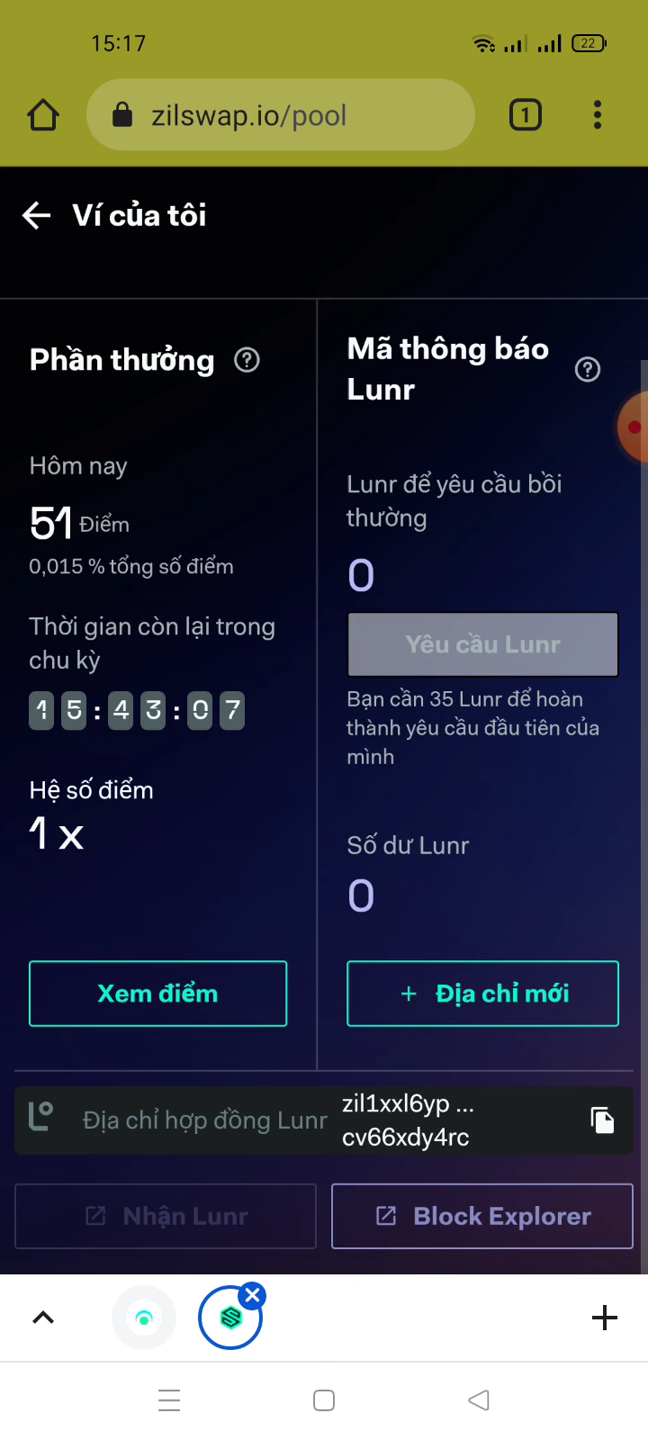 15:17
22
zilswap.io/pool
1
Ví của tôi
Phần thưởng ?
Hôm nay
51 Điểm
0,015 % tổng số điểm
Thời gian còn lại trong
chu kỳ
15:43:07
Hệ số điểm
1 x
Xem điểm
Mã thông báo
Lunr ?
Lunr để yêu cầu bồi
thường
0
Yêu cầu Lunr
Bạn cần 35 Lunr để hoàn
thành yêu cầu đầu tiên của
mình
Số dư Lunr
0
+ Địa chỉ mới
Địa chỉ hợp đồng Lunr
zil1xxl6yp ...
cv66xdy4rc
Nhận Lunr
Block Explorer